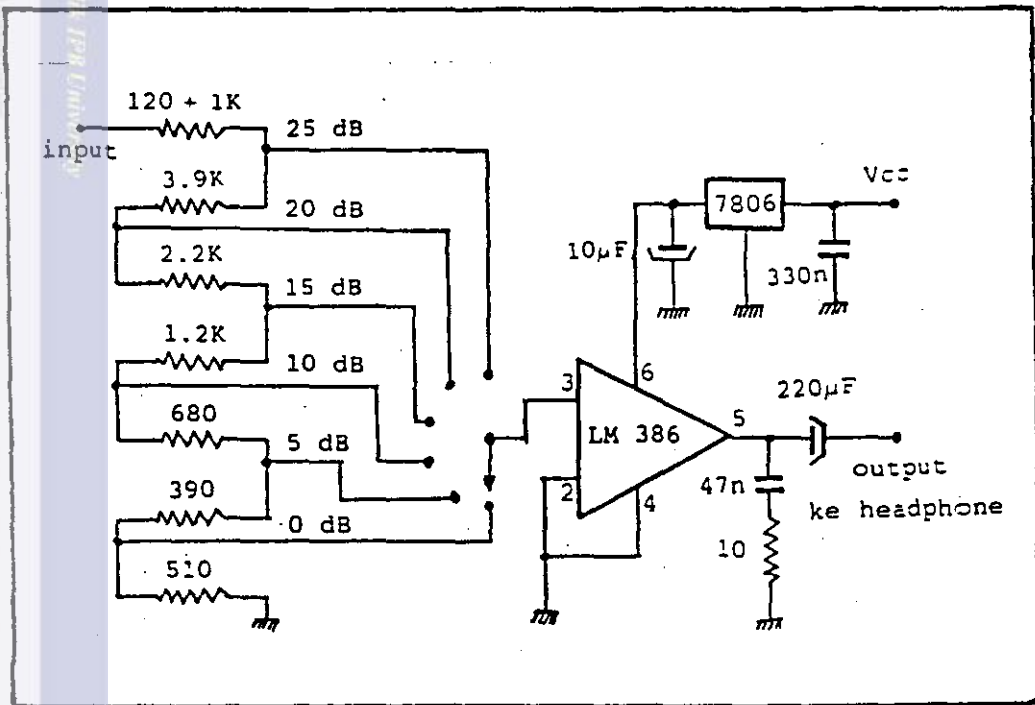 IPB University
120 + 1K
25 dB
input
3.9K
20 dB
2.2K
15 dB
1.2K
10 dB
680
5 dB
390
0 dB
510
Vcc
7806
10µF
330n
3
6
LM 386
2
4
5
220µF
47n
10
output
ke headphone